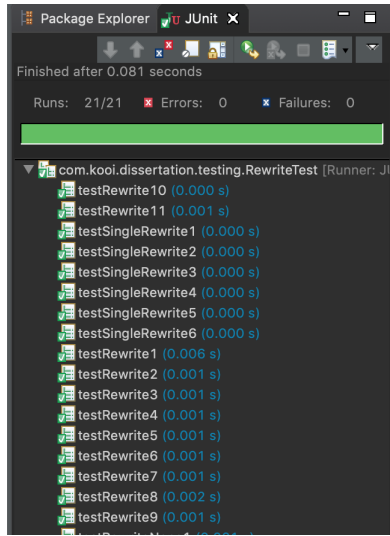 Package Explorer JUnit
Finished after 0.081 seconds
Runs: 21/21 Errors: 0 Failures: 0
com.kooi.dissertation.testing.RewriteTest [Runner: JU
testRewrite10 (0.000 s)
testRewrite11 (0.001 s)
testSingleRewrite1 (0.000 s)
testSingleRewrite2 (0.000 s)
testSingleRewrite3 (0.000 s)
testSingleRewrite4 (0.000 s)
testSingleRewrite5 (0.000 s)
testSingleRewrite6 (0.000 s)
testRewrite1 (0.006 s)
testRewrite2 (0.001 s)
testRewrite3 (0.001 s)
testRewrite4 (0.001 s)
testRewrite5 (0.001 s)
testRewrite6 (0.001 s)
testRewrite7 (0.001 s)
testRewrite8 (0.002 s)
testRewrite9 (0.001 s)